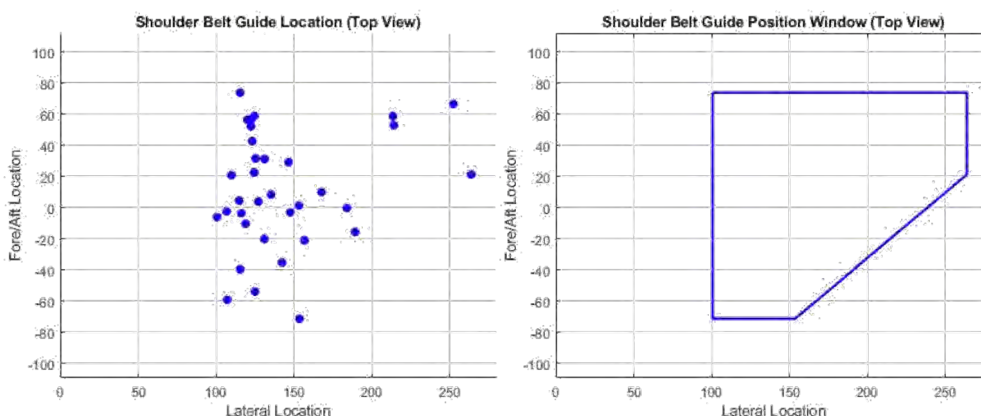 Shoulder Belt Guide Location (Top View)
100
80
60
40
20
0
-20
-40
-60
-80
-100
Fore/Aft Location
0 50 100 150 200 250
Lateral Location
Shoulder Belt Guide Position Window (Top View)
100
80
60
40
20
0
-20
-40
-60
-80
-100
Fore/Aft Location
0 50 100 150 200 250
Lateral Location